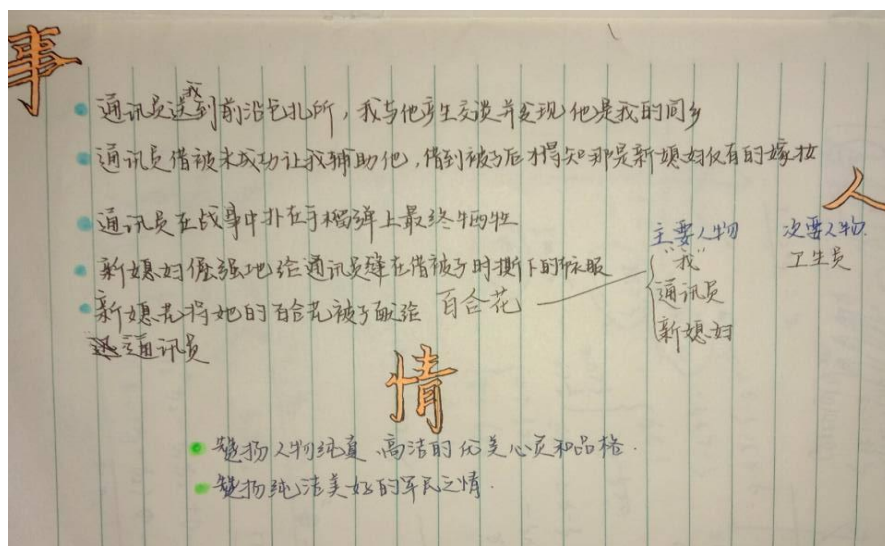 事
通讯员送我到前沿包扎所，我与他产生交谈并发现他是我的同乡
通讯员借被未成功让我辅助他，借到被子后才得知那是新媳妇仅有的嫁妆
通讯员在战事中扑在手榴弹上最终牺牲
新媳妇倔强地给通讯员缝在借被子时撕下的衣服
新媳妇将她的百合花被子献给
通讯员
百合花
人
主要人物
"我"
通讯员
新媳妇
次要人物
卫生员
情
赞扬人物纯真、高洁的优美心灵和品格.
赞扬纯洁美好的军民之情.